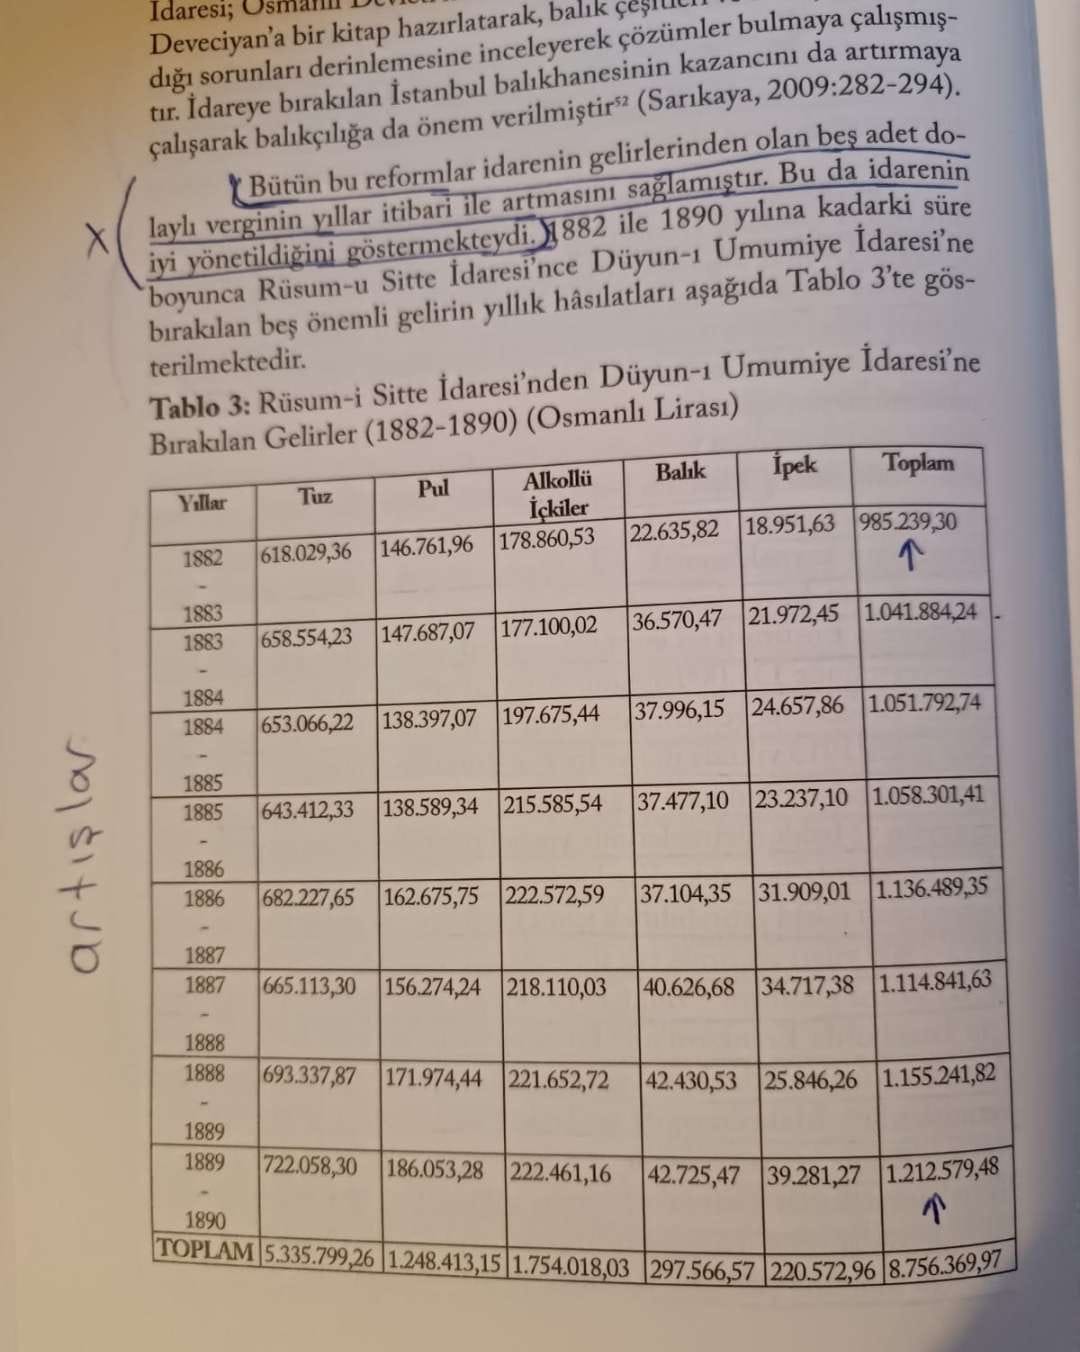 İdaresi; Osmanlı
Deveciyan'a bir kitap hazırlatarak, balık
dığı sorunları derinlemesine inceleyerek çözümler bulmaya çalışmış-
tır. İdareye bırakılan İstanbul balıkhanesinin kazancını da artırmaya
çalışarak balıkçılığa da önem verilmiştir⁵² (Sarıkaya, 2009:282-294).
Bütün bu reformlar idarenin gelirlerinden olan beş adet do-
laylı verginin yıllar itibari ile artmasını sağlamıştır. Bu da idarenin
iyi yönetildiğini göstermekteydi. 1882 ile 1890 yılına kadarki süre
boyunca Rüsum-u Sitte İdaresi'nce Düyun-ı Umumiye İdaresi'ne
bırakılan beş önemli gelirin yıllık hâsılatları aşağıda Tablo 3'te gös-
terilmektedir.
Tablo 3: Rüsum-i Sitte İdaresi'nden Düyun-ı Umumiye İdaresi'ne
Bırakılan Gelirler (1882-1890) (Osmanlı Lirası)
Yıllar Tuz Pul Alkollü İçkiler Balık İpek Toplam
1882 - 1883 618.029,36 146.761,96 178.860,53 22.635,82 18.951,63 985.239,30
1883 - 1884 658.554,23 147.687,07 177.100,02 36.570,47 21.972,45 1.041.884,24
1884 - 1885 653.066,22 138.397,07 197.675,44 37.996,15 24.657,86 1.051.792,74
1885 - 1886 643.412,33 138.589,34 215.585,54 37.477,10 23.237,10 1.058.301,41
1886 - 1887 682.227,65 162.675,75 222.572,59 37.104,35 31.909,01 1.136.489,35
1887 - 1888 665.113,30 156.274,24 218.110,03 40.626,68 34.717,38 1.114.841,63
1888 - 1889 693.337,87 171.974,44 221.652,72 42.430,53 25.846,26 1.155.241,82
1889 - 1890 722.058,30 186.053,28 222.461,16 42.725,47 39.281,27 1.212.579,48
TOPLAM 5.335.799,26 1.248.413,15 1.754.018,03 297.566,57 220.572,96 8.756.369,97
x
artışlar